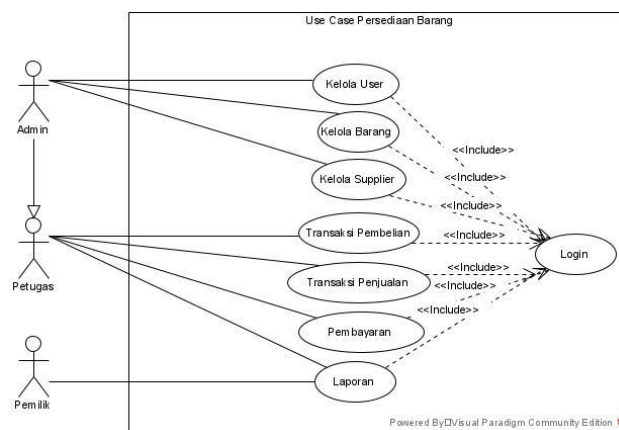 Use Case Persediaan Barang
Admin
Kelola User
Kelola Barang
<<Include>>
<<Include>>
Kelola Supplier
<<Include>>
Petugas
Transaksi Pembelian
<<Include>>
Login
Transaksi Penjualan
<<Include>>
<<Include>>
Pembayaran
<<Include>>
Pemilik
Laporan
Powered By□Visual Paradigm Community Edition